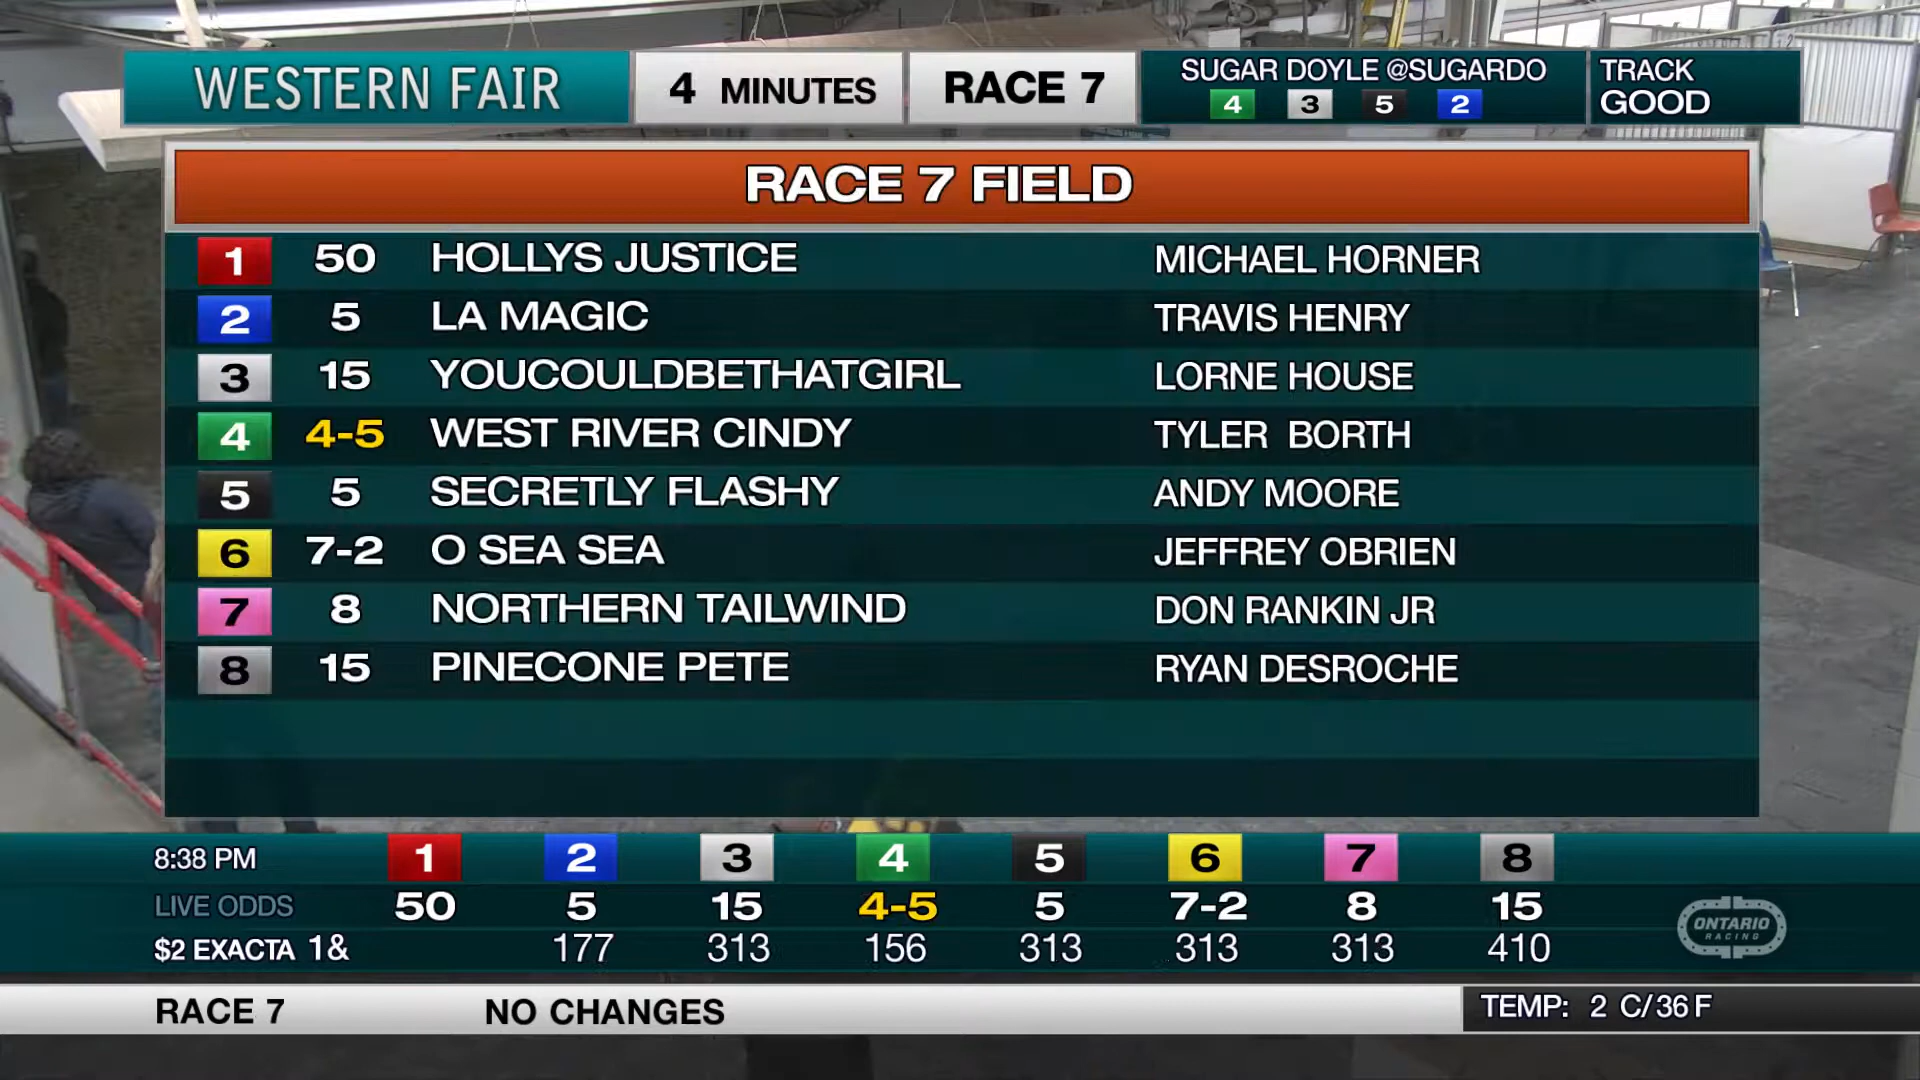 WESTERN FAIR
4 MINUTES
RACE 7
SUGAR DOYLE @SUGARDO
4 3 5 2
TRACK
GOOD
RACE 7 FIELD
1 50 HOLLYS JUSTICE MICHAEL HORNER
2 5 LA MAGIC TRAVIS HENRY
3 15 YOUCOULDBETHATGIRL LORNE HOUSE
4 4-5 WEST RIVER CINDY TYLER BORTH
5 5 SECRETLY FLASHY ANDY MOORE
6 7-2 O SEA SEA JEFFREY OBRIEN
7 8 NORTHERN TAILWIND DON RANKIN JR
8 15 PINECONE PETE RYAN DESROCHE
8:38 PM 1 2 3 4 5 6 7 8
LIVE ODDS 50 5 15 4-5 5 7-2 8 15
$2 EXACTA 1& 177 313 156 313 313 313 410
ONTARIO
RACING
RACE 7 NO CHANGES
TEMP: 2 C/36 F